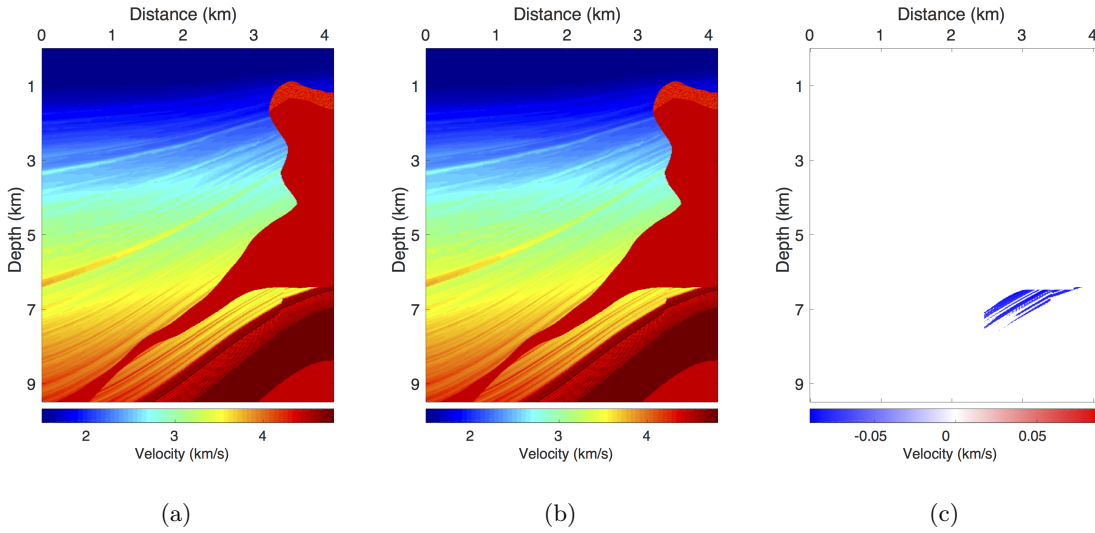 Distance (km)
0 1 2 3 4
Depth (km)
1
3
5
7
9
2 3 4
Velocity (km/s)
(a)
Distance (km)
0 1 2 3 4
Depth (km)
1
3
5
7
9
2 3 4
Velocity (km/s)
(b)
Distance (km)
0 1 2 3 4
Depth (km)
1
3
5
7
9
-0.05 0 0.05
Velocity (km/s)
(c)